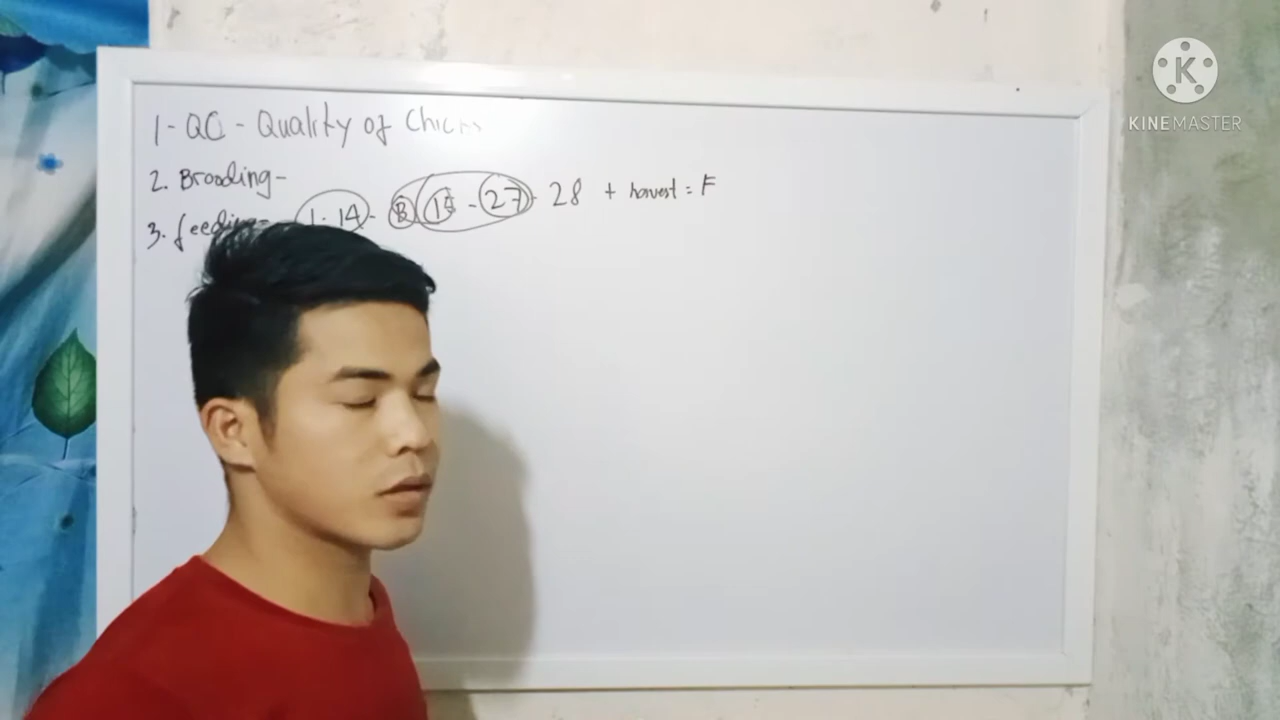 1- QC - Quality of Chicks
2. Brooding-
3. feeding- 1-14 - B 15 - 27 - 28 + harvest = F
K
KINEMASTER